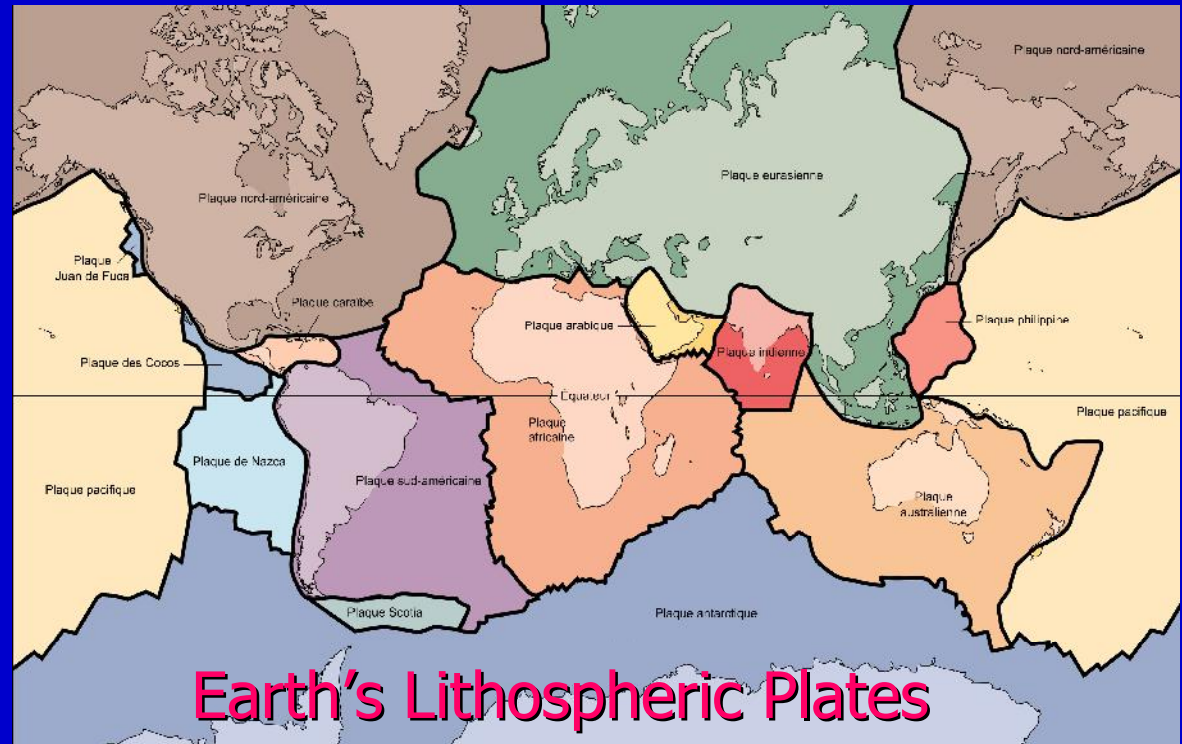 Plaque nord-américaine
Plaque eurasienne
Plaque nord-américaine
Plaque
Juan de Fuca
Plaque caraïbe
Plaque arabique
Plaque philippine
Plaque indienne
Plaque des Cocos
Équateur
Plaque pacifique
Plaque
africaine
Plaque de Nazca
Plaque sud-américaine
Plaque pacifique
Plaque
australienne
Plaque Scotia
Plaque antarctique
Earth's Lithospheric Plates